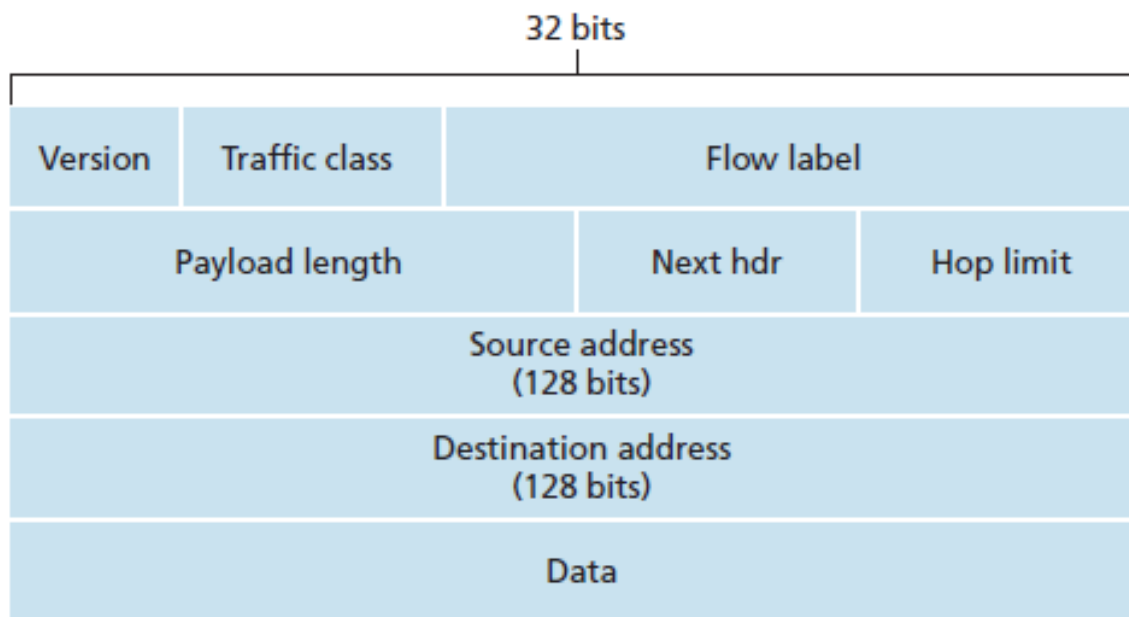 32 bits
Version Traffic class Flow label
Payload length Next hdr Hop limit
Source address
(128 bits)
Destination address
(128 bits)
Data